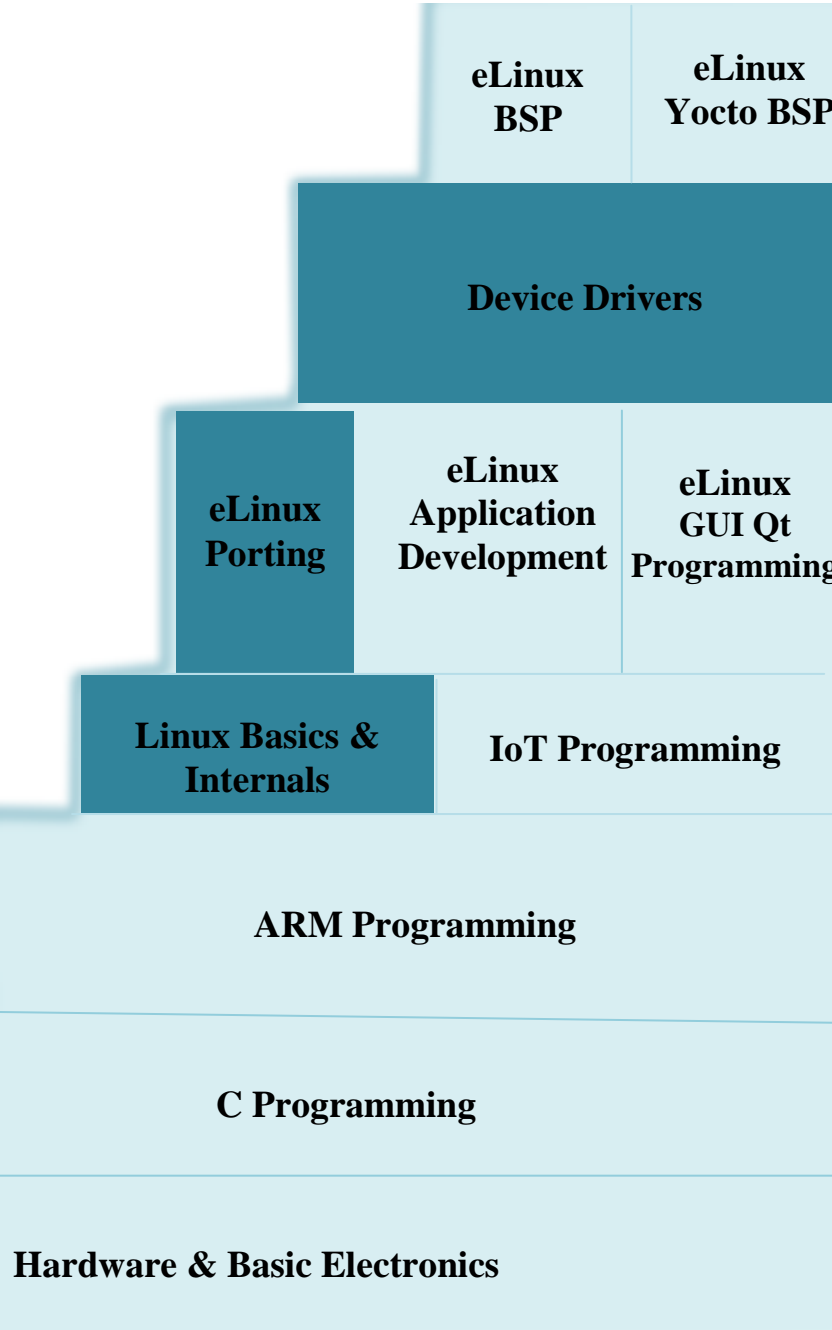 eLinux
BSP
eLinux
Yocto BSP
Device Drivers
eLinux
Porting
eLinux
Application
Development
eLinux
GUI Qt
Programming
Linux Basics &
Internals
IoT Programming
ARM Programming
C Programming
Hardware & Basic Electronics